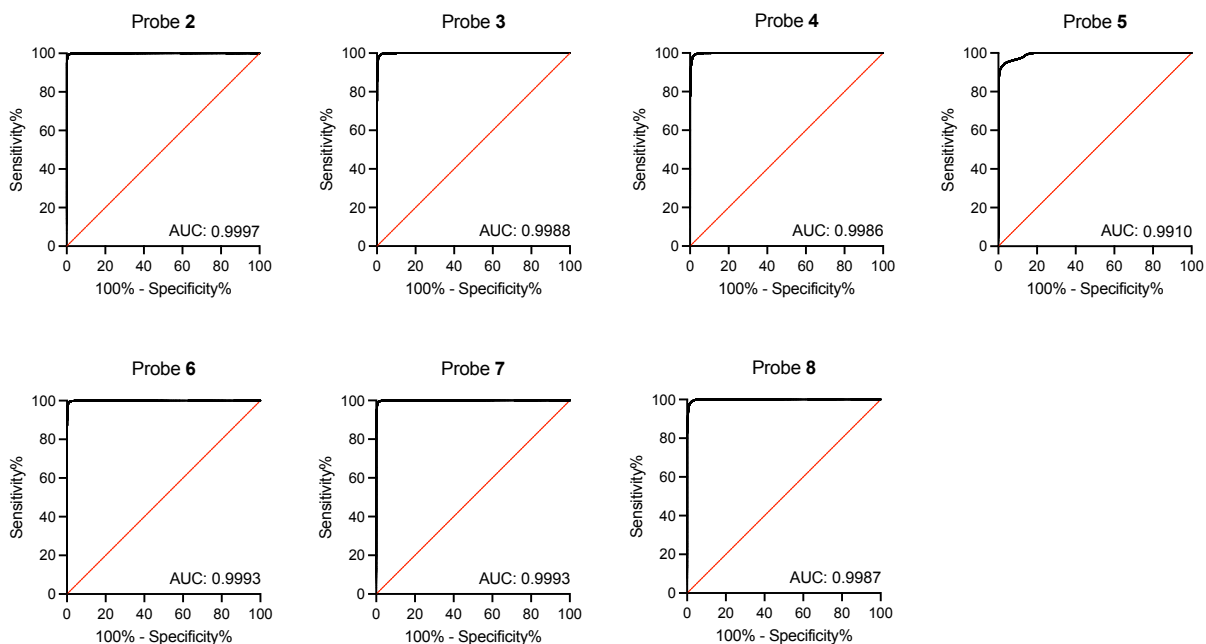 Probe 2
Sensitivity%
100
80
60
40
20
0
AUC: 0.9997
0 20 40 60 80 100
100% - Specificity%
Probe 3
Sensitivity%
100
80
60
40
20
0
AUC: 0.9988
0 20 40 60 80 100
100% - Specificity%
Probe 4
Sensitivity%
100
80
60
40
20
0
AUC: 0.9986
0 20 40 60 80 100
100% - Specificity%
Probe 5
Sensitivity%
100
80
60
40
20
0
AUC: 0.9910
0 20 40 60 80 100
100% - Specificity%
Probe 6
Sensitivity%
100
80
60
40
20
0
AUC: 0.9993
0 20 40 60 80 100
100% - Specificity%
Probe 7
Sensitivity%
100
80
60
40
20
0
AUC: 0.9993
0 20 40 60 80 100
100% - Specificity%
Probe 8
Sensitivity%
100
80
60
40
20
0
AUC: 0.9987
0 20 40 60 80 100
100% - Specificity%